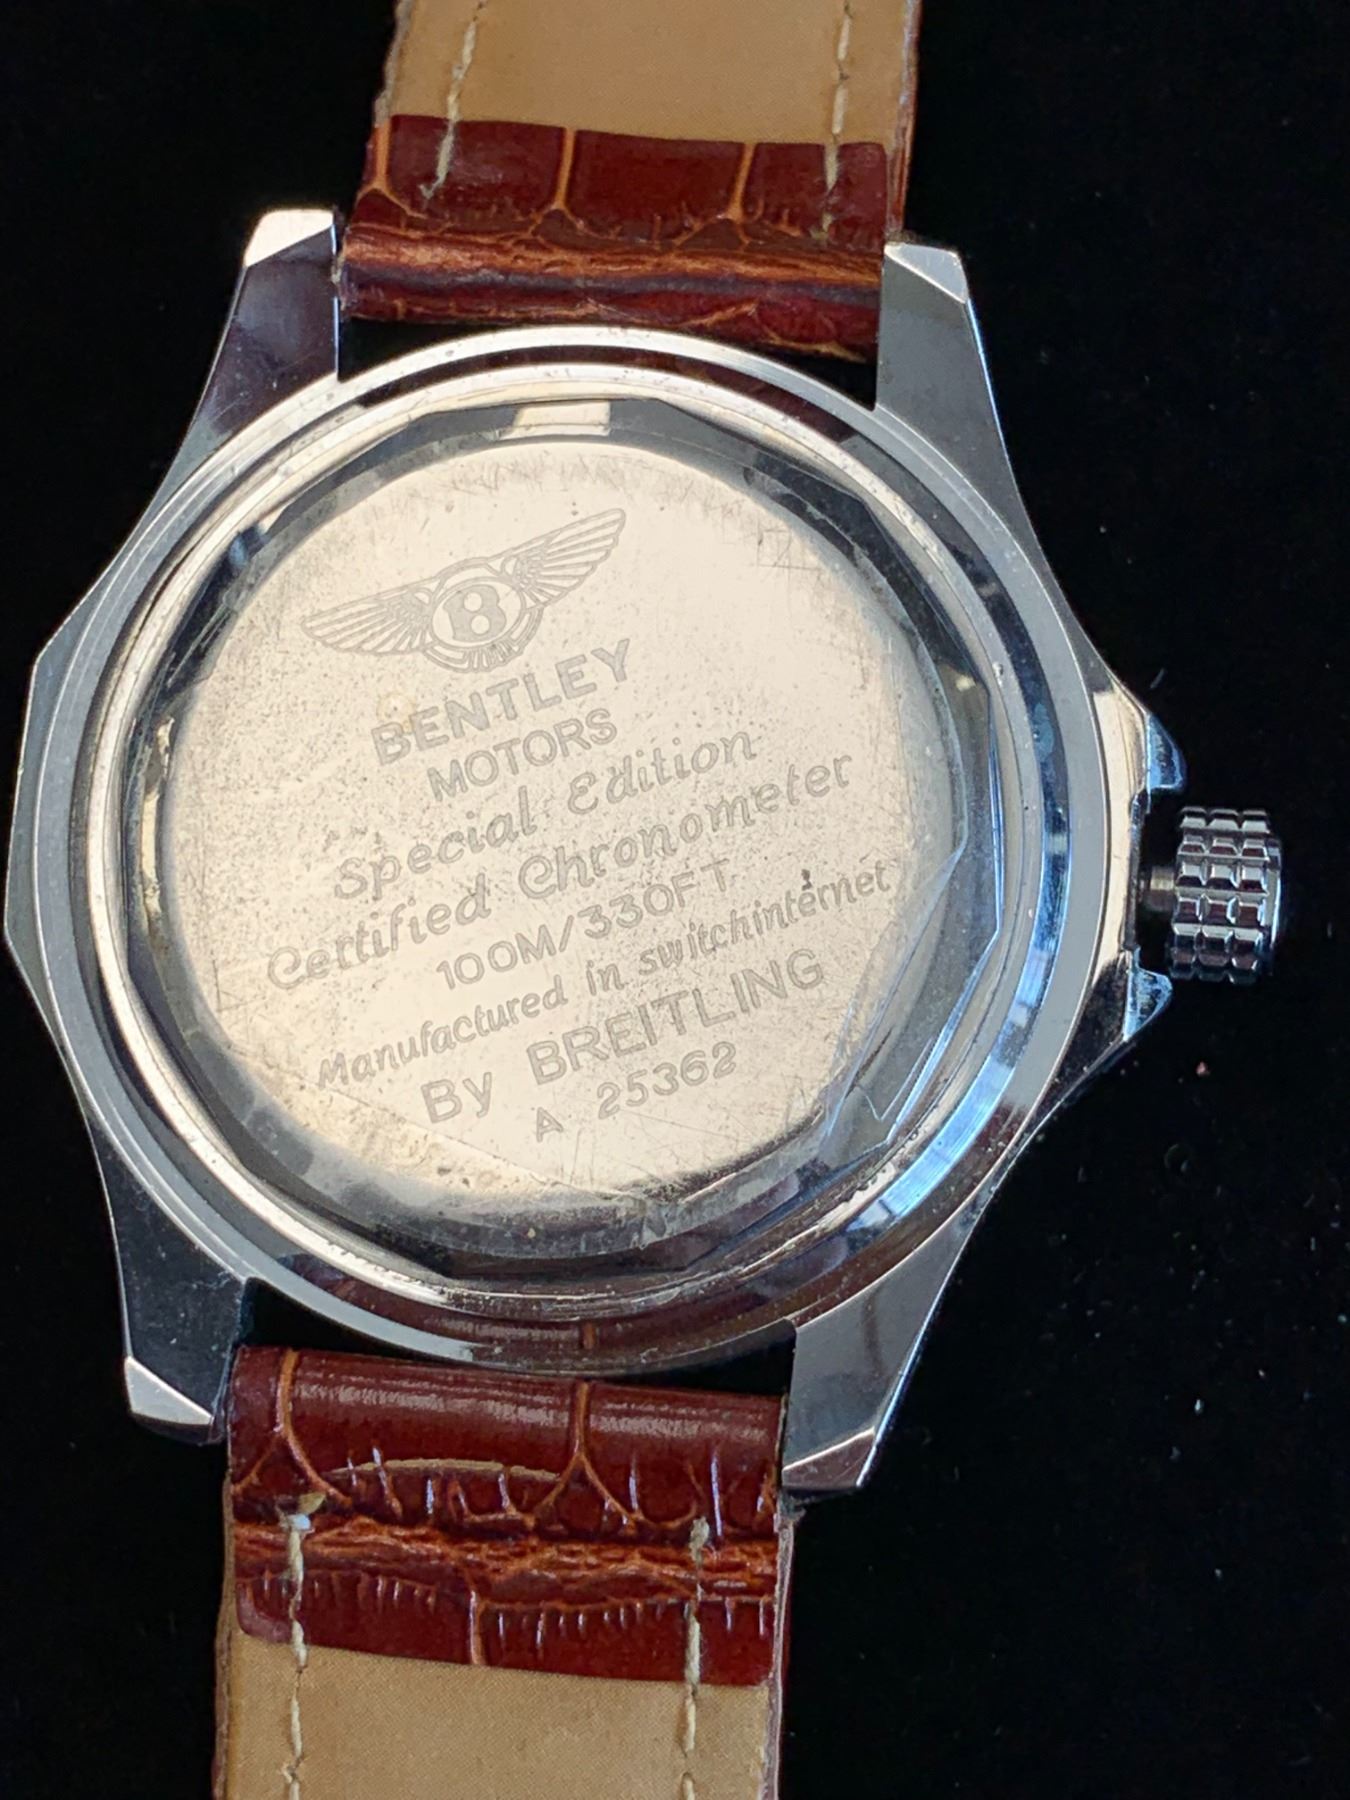 B
BENTLEY
MOTORS
Special Edition
Certified Chronometer
100M/330FT
Manufactured in switchinternet
By BREITLING
A 25362